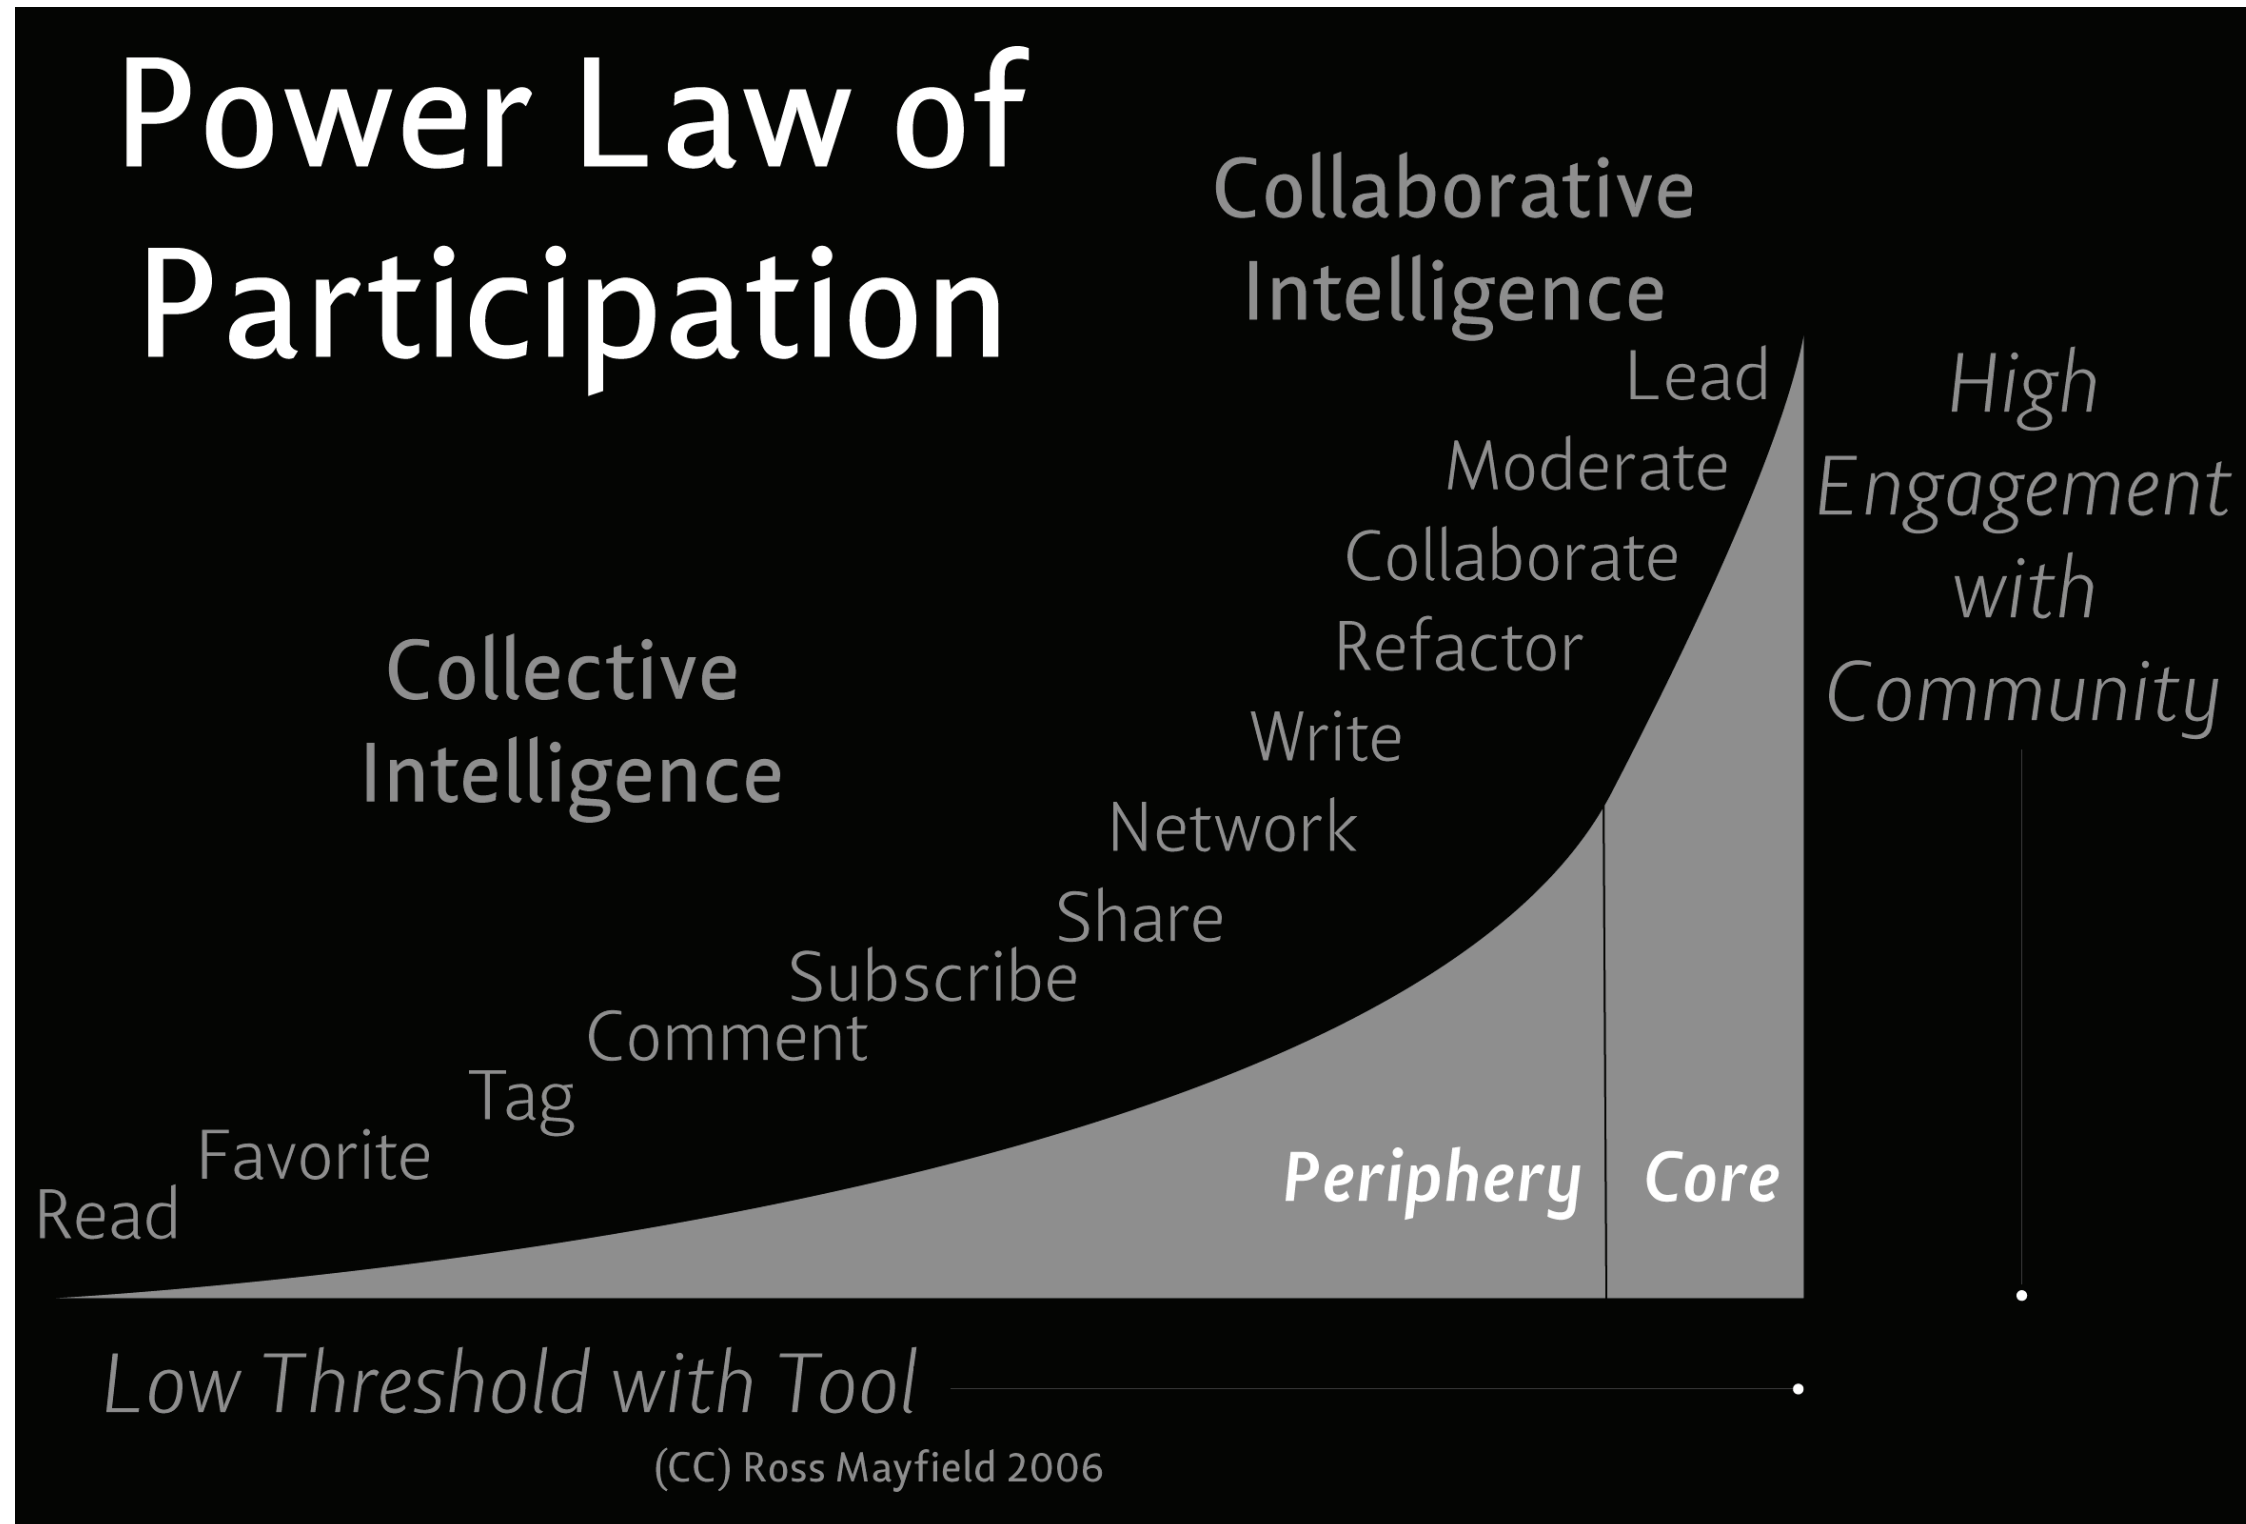 Power Law of
Participation
Collaborative
Intelligence
Lead
Moderate
Collaborate
Refactor
Write
Network
Share
Subscribe
Comment
Tag
Favorite
Read
Collective
Intelligence
High
Engagement
with
Community
Periphery
Core
Low Threshold with Tool
(CC) Ross Mayfield 2006